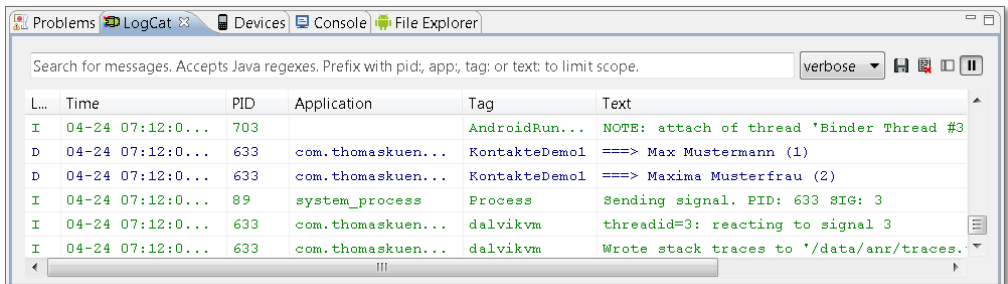 Problems LogCat Devices Console File Explorer
Search for messages. Accepts Java regexes. Prefix with pid:, app:, tag: or text: to limit scope. verbose
L... Time PID Application Tag Text
I 04-24 07:12:0... 703 AndroidRun... NOTE: attach of thread 'Binder Thread #3
D 04-24 07:12:0... 633 com.thomaskuen... KontakteDemo1 ===> Max Mustermann (1)
D 04-24 07:12:0... 633 com.thomaskuen... KontakteDemo1 ===> Maxima Musterfrau (2)
I 04-24 07:12:0... 89 system_process Process Sending signal. PID: 633 SIG: 3
I 04-24 07:12:0... 633 com.thomaskuen... dalvikvm threadid=3: reacting to signal 3
I 04-24 07:12:0... 633 com.thomaskuen... dalvikvm Wrote stack traces to '/data/anr/traces.